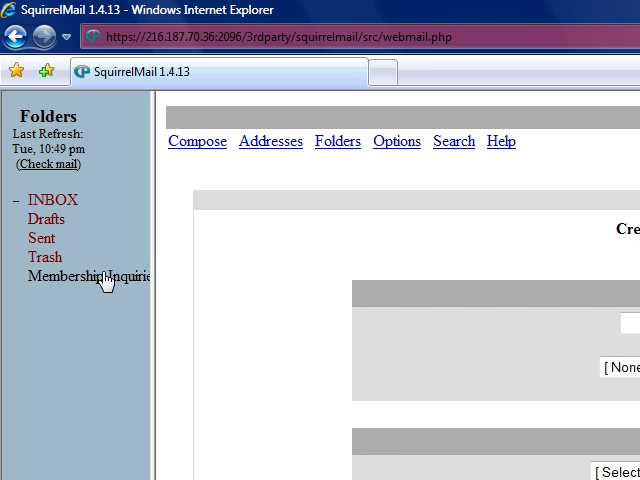 SquirrelMail 1.4.13 - Windows Internet Explorer
https://216.187.70.36:2096/3rdparty/squirrelmail/src/webmail.php
SquirrelMail 1.4.13
Folders
Last Refresh:
Tue, 10:49 pm
(Check mail)
– INBOX
Drafts
Sent
Trash
MembershipInquirie
Compose Addresses Folders Options Search Help
Cre
[ None
[ Select